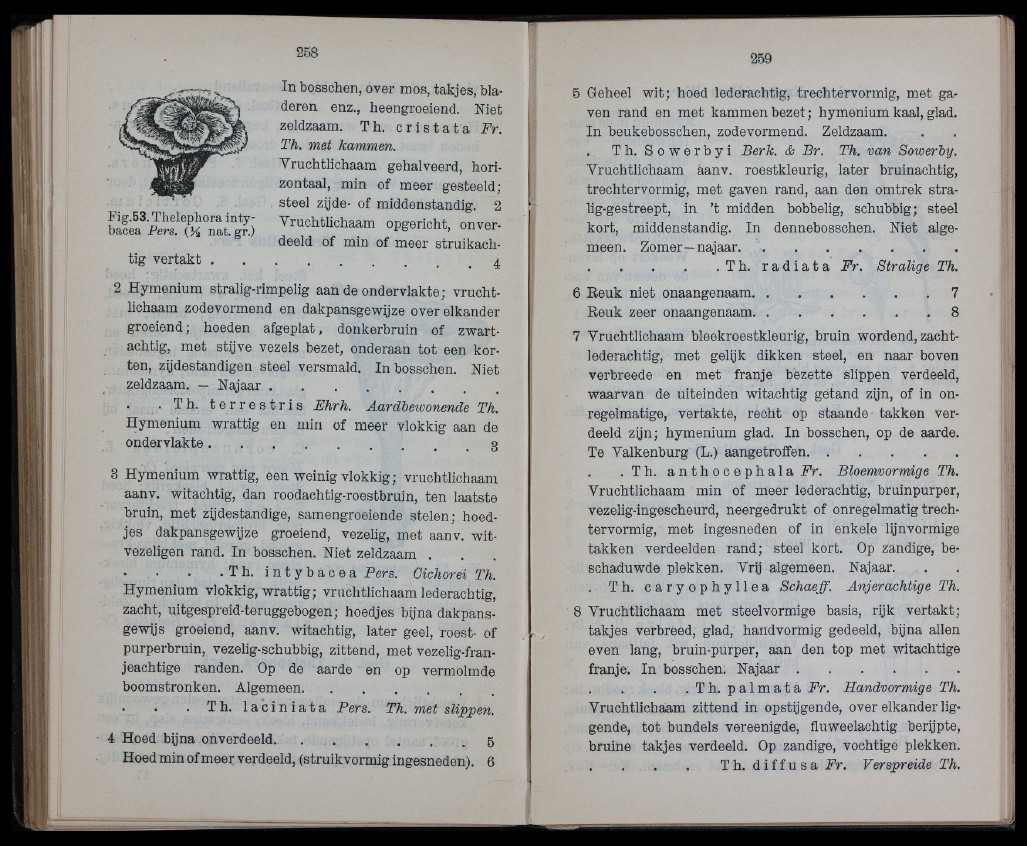 258
In bosschen, over mos, takjes, bla-
deren enz., heengroeiend. Niet
zeldzaam. Th. cristata Fr.
Th. met kammen.
Vruchtlichaam gehalveerd, hori-
zontaal, min of meer gesteeld;
steel zijde- of middenstandig. 2
Vruchtlichaam opgericht, onver-
deeld of min of meer struikach-
tig vertakt . . . . . . . . . 4
Fig.53. Thelephora inty-
bacea Pers. (½ nat. gr.)
2 Hymenium stralig-rimpelig aan de ondervlakte; vrucht-
lichaam zodevormend en dakpansgewijze over elkander
groeiend; hoeden afgeplat, donkerbruin of zwart-
achtig, met stijve vezels bezet, onderaan tot een kor-
ten, zijdestandigen steel versmald. In bosschen. Niet
zeldzaam. — Najaar . . . . . . . .
. . Th. terrestris Ehrh. Aardbewonende Th.
Hymenium wrattig en min of meer vlokkig aan de
ondervlakte . . . . . . . . . 3
3 Hymenium wrattig, een weinig vlokkig; vruchtlichaam
aanv. witachtig, dan roodachtig-roestbruin, ten laatste
bruin, met zijdestandige, samengroeiende stelen; hoed-
jes dakpansgewijze groeiend, vezelig, met aanv. wit-
vezeligen rand. In bosschen. Niet zeldzaam . . .
. . . . Th. intybacea Pers. Cichorei Th.
Hymenium vlokkig, wrattig; vruchtlichaam lederachtig,
zacht, uitgespreid-teruggebogen; hoedjes bijna dakpans-
gewijs groeiend, aanv. witachtig, later geel, roest- of
purperbruin, vezelig-schubbig, zittend, met vezelig-fran-
jeachtige randen. Op de aarde en op vermolmde
boomstronken. Algemeen. . . . . . .
. . . Th. laciniata Pers. Th. met slippen.
4 Hoed bijna onverdeeld. . . . . . . 5
Hoed min of meer verdeeld, (struikvormig ingesneden). 6
259
5 Geheel wit; hoed lederachtig, trechtervormig, met ga-
ven rand en met kammen bezet; hymenium kaal, glad.
In beukebosschen, zodevormend. Zeldzaam. . .
. Th. Sowerbyi Berk. & Br. Th. van Sowerby.
Vruchtlichaam aanv. roestkleurig, later bruinachtig,
trechtervormig, met gaven rand, aan den omtrek stra-
lig-gestreept, in 't midden bobbelig, schubbig; steel
kort, middenstandig. In dennebosschen. Niet alge-
meen. Zomer—najaar. . . . . . . .
. . . . Th. radiata Fr. Stralige Th.
6 Reuk niet onaangenaam. . . . . . . 7
Reuk zeer onaangenaam. . . . . . . 8
7 Vruchtlichaam bleekroestkleurig, bruin wordend, zacht-
lederachtig, met gelijk dikken steel, en naar boven
verbreede en met franje bezette slippen verdeeld,
waarvan de uiteinden witachtig getand zijn, of in on-
regelmatige, vertakte, recht op staande takken ver-
deeld zijn; hymenium glad. In bosschen, op de aarde.
Te Valkenburg (L.) aangetroffen. . . . .
. . Th. anthocephala Fr. Bloemvormige Th.
Vruchtlichaam min of meer lederachtig, bruinpurper,
vezelig-ingescheurd, neergedrukt of onregelmatig trech-
tervormig, met ingesneden of in enkele lijnvormige
takken verdeelden rand; steel kort. Op zandige, be-
schaduwde plekken. Vrij algemeen. Najaar. . .
Th. caryophyllea Schaeff. Anjerachtige Th.
8 Vruchtlichaam met steelvormige basis, rijk vertakt;
takjes verbreed, glad, handvormig gedeeld, bijna allen
even lang, bruin-purper, aan den top met witachtige
franje. In bosschen. Najaar . . . . . .
. . . . Th. palmata Fr. Handvormige Th.
Vruchtlichaam zittend in opstijgende, over elkander lig-
gende, tot bundels vereenigde, fluweelachtig berijpte,
bruine takjes verdeeld. Op zandige, vochtige plekken.
. . . . Th. diffusa Fr. Verspreide Th.